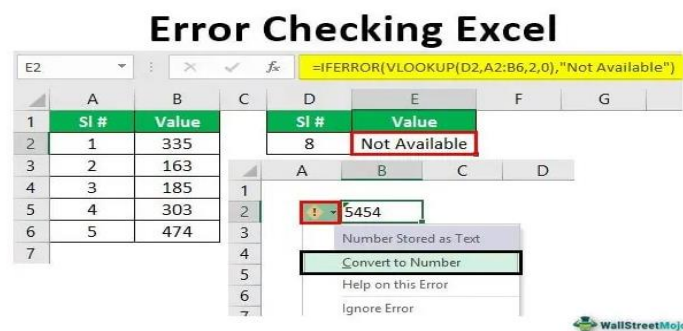 Error Checking Excel
E2 fx =IFERROR(VLOOKUP(D2,A2:B6,2,0),"Not Available")
A B C D E F G
1 Sl # Value Sl # Value
2 1 335 8 Not Available
3 2 163
4 3 185
5 4 303
6 5 474
7
A B C D
1
2 ! 5454
3 Number Stored as Text
4 Convert to Number
5 Help on this Error
6 Ignore Error
7
WallStreetMojo